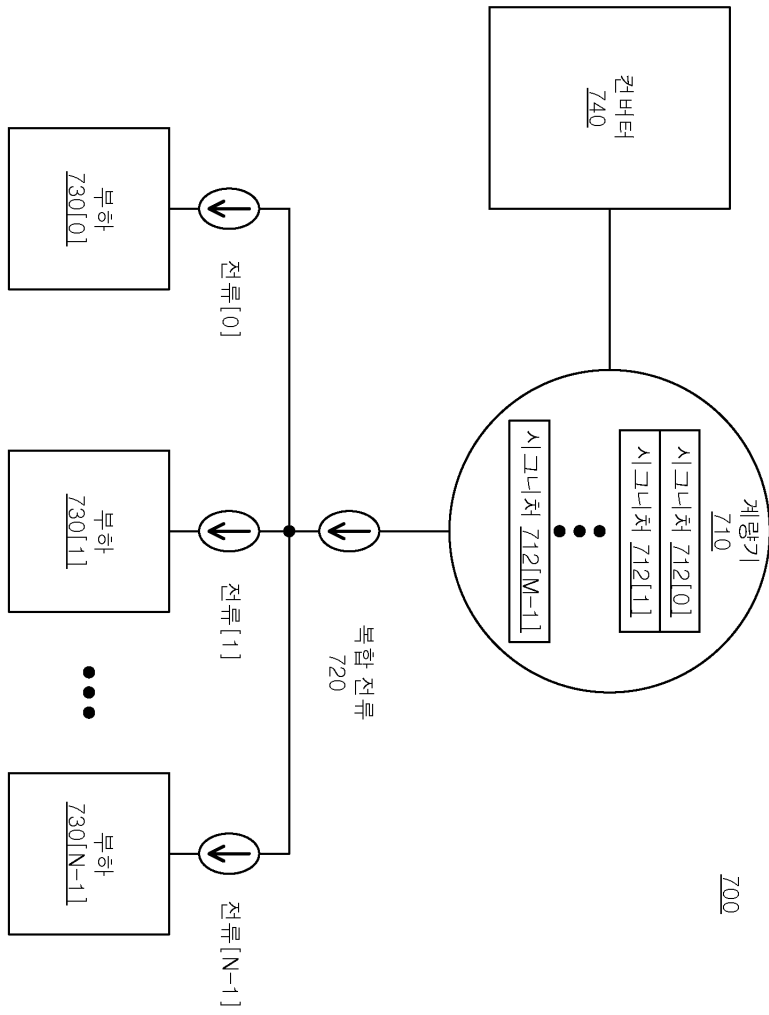 700
컨버터
740
계량기
710
시그니처 712[0]
시그니처 712[1]
시그니처 712[M-1]
복합 전류
720
전류[0]
전류[1]
전류[N-1]
부하
730[0]
부하
730[1]
부하
730[N-1]